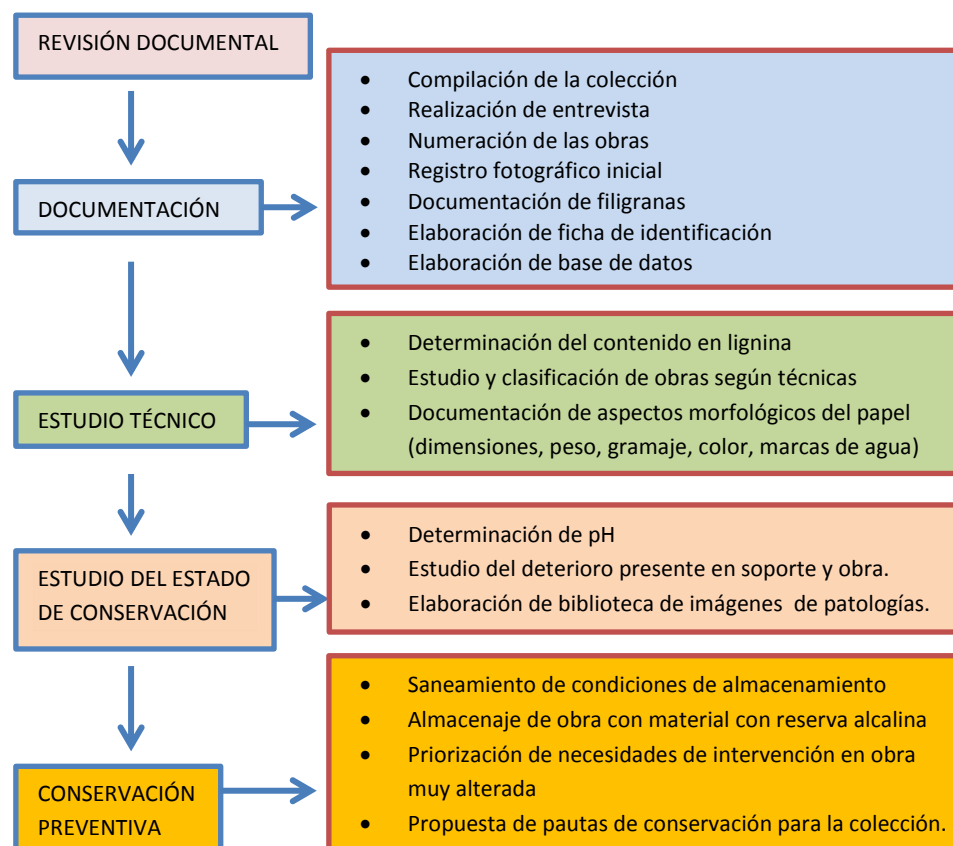 REVISIÓN DOCUMENTAL
• Compilación de la colección
• Realización de entrevista
• Numeración de las obras
• Registro fotográfico inicial
• Documentación de filigranas
• Elaboración de ficha de identificación
• Elaboración de base de datos
DOCUMENTACIÓN
• Determinación del contenido en lignina
• Estudio y clasificación de obras según técnicas
• Documentación de aspectos morfológicos del papel
(dimensiones, peso, gramaje, color, marcas de agua)
ESTUDIO TÉCNICO
• Determinación de pH
• Estudio del deterioro presente en soporte y obra.
• Elaboración de biblioteca de imágenes de patologías.
ESTUDIO DEL ESTADO
DE CONSERVACIÓN
• Saneamiento de condiciones de almacenamiento
• Almacenaje de obra con material con reserva alcalina
• Priorización de necesidades de intervención en obra
muy alterada
• Propuesta de pautas de conservación para la colección.
CONSERVACIÓN
PREVENTIVA